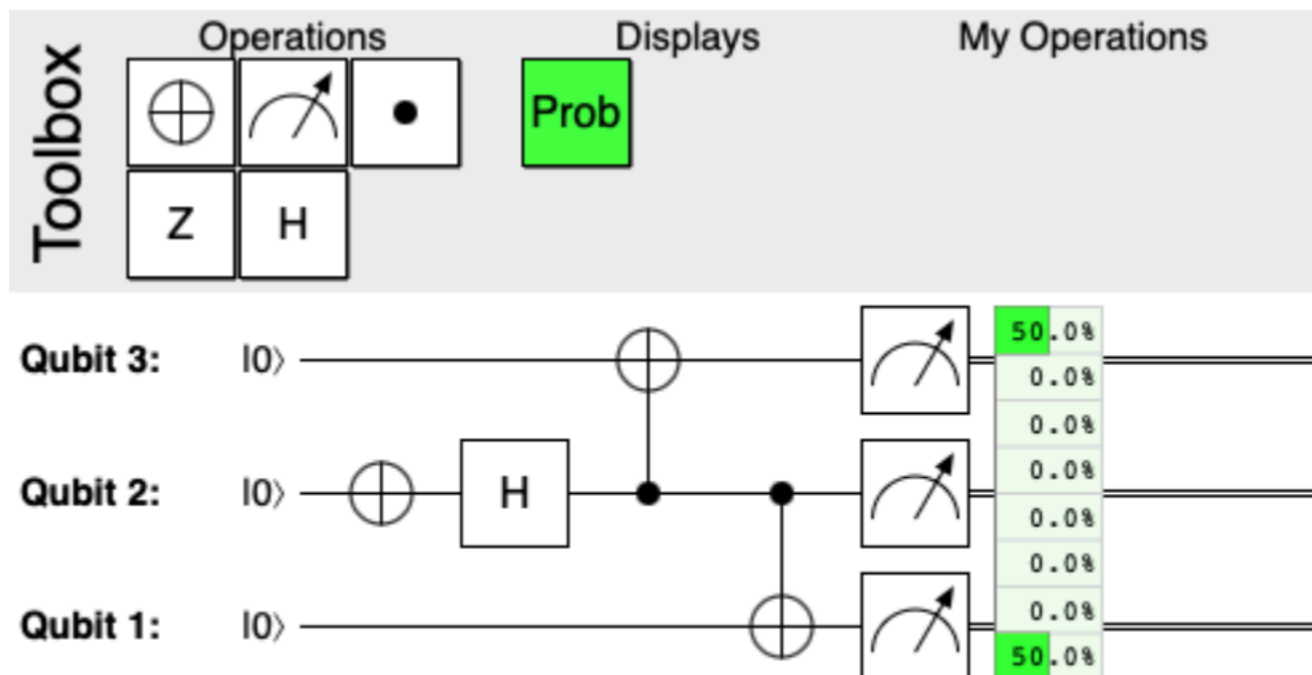 Toolbox
Operations
Displays
My Operations
Prob
Z
H
50.0%
Qubit 3:
|0⟩
0.0%
0.0%
0.0%
Qubit 2:
|0⟩
H
0.0%
0.0%
0.0%
Qubit 1:
|0⟩
50.0%